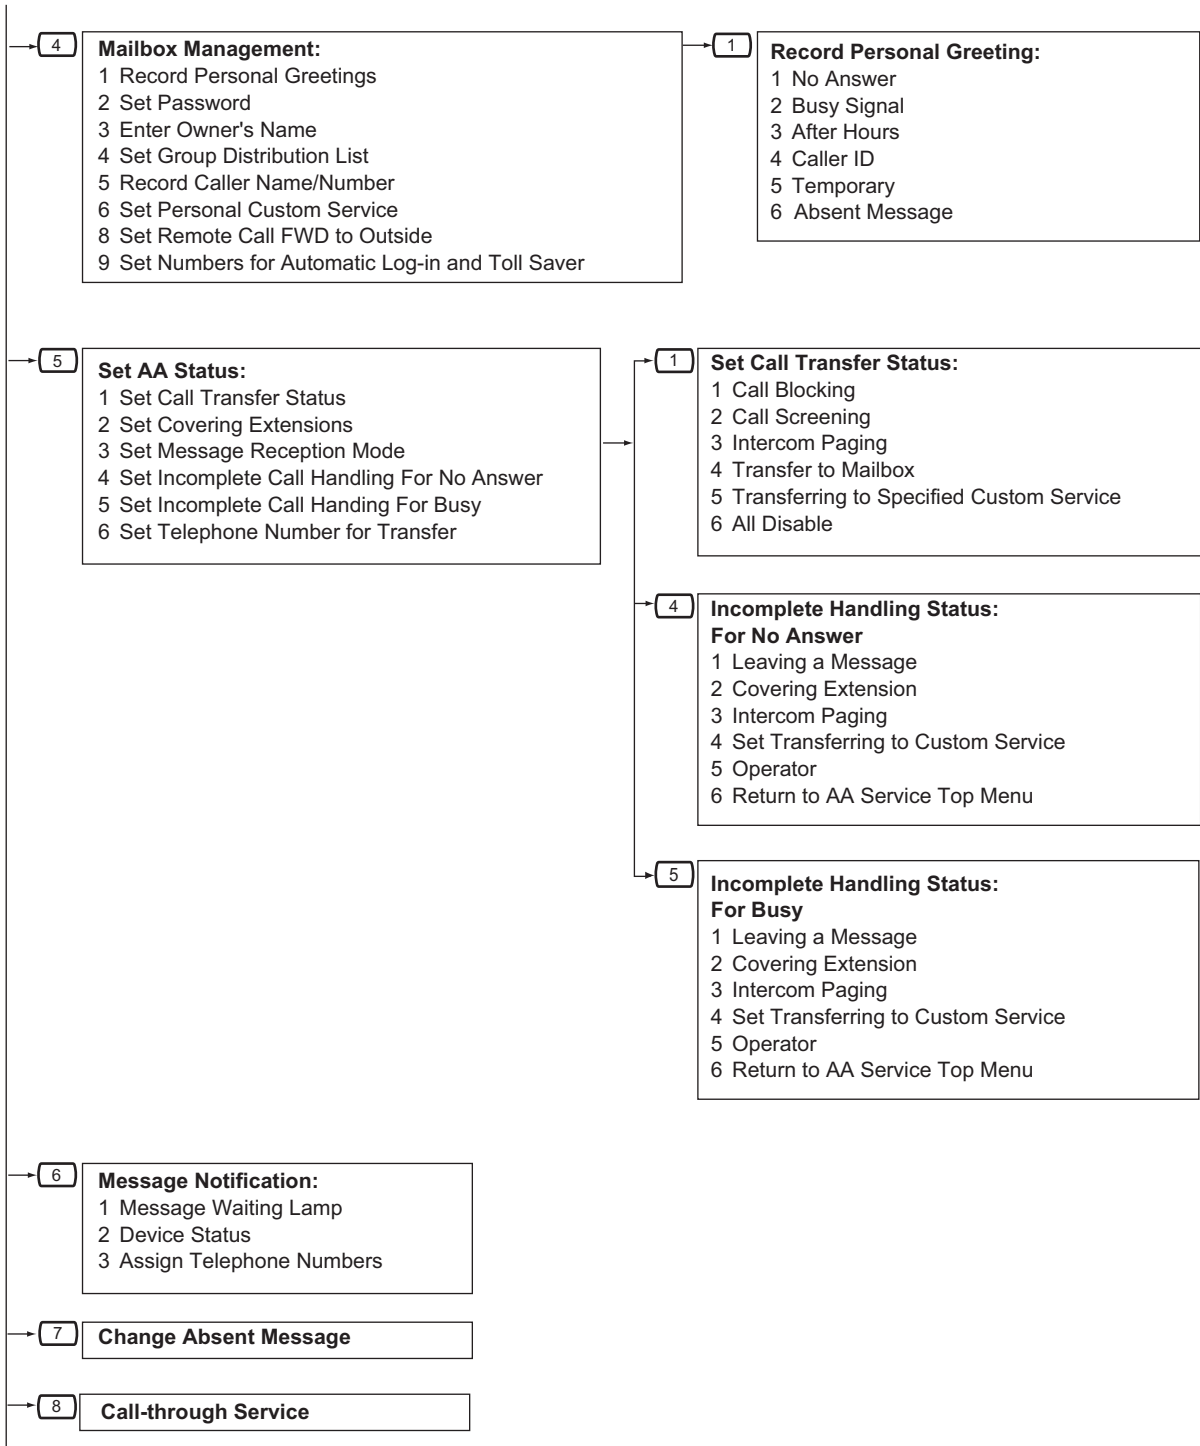 4
Mailbox Management:
1 Record Personal Greetings
2 Set Password
3 Enter Owner's Name
4 Set Group Distribution List
5 Record Caller Name/Number
6 Set Personal Custom Service
8 Set Remote Call FWD to Outside
9 Set Numbers for Automatic Log-in and Toll Saver
1
Record Personal Greeting:
1 No Answer
2 Busy Signal
3 After Hours
4 Caller ID
5 Temporary
6 Absent Message
5
Set AA Status:
1 Set Call Transfer Status
2 Set Covering Extensions
3 Set Message Reception Mode
4 Set Incomplete Call Handling For No Answer
5 Set Incomplete Call Handing For Busy
6 Set Telephone Number for Transfer
1
Set Call Transfer Status:
1 Call Blocking
2 Call Screening
3 Intercom Paging
4 Transfer to Mailbox
5 Transferring to Specified Custom Service
6 All Disable
4
Incomplete Handling Status:
For No Answer
1 Leaving a Message
2 Covering Extension
3 Intercom Paging
4 Set Transferring to Custom Service
5 Operator
6 Return to AA Service Top Menu
5
Incomplete Handling Status:
For Busy
1 Leaving a Message
2 Covering Extension
3 Intercom Paging
4 Set Transferring to Custom Service
5 Operator
6 Return to AA Service Top Menu
6
Message Notification:
1 Message Waiting Lamp
2 Device Status
3 Assign Telephone Numbers
7
Change Absent Message
8
Call-through Service